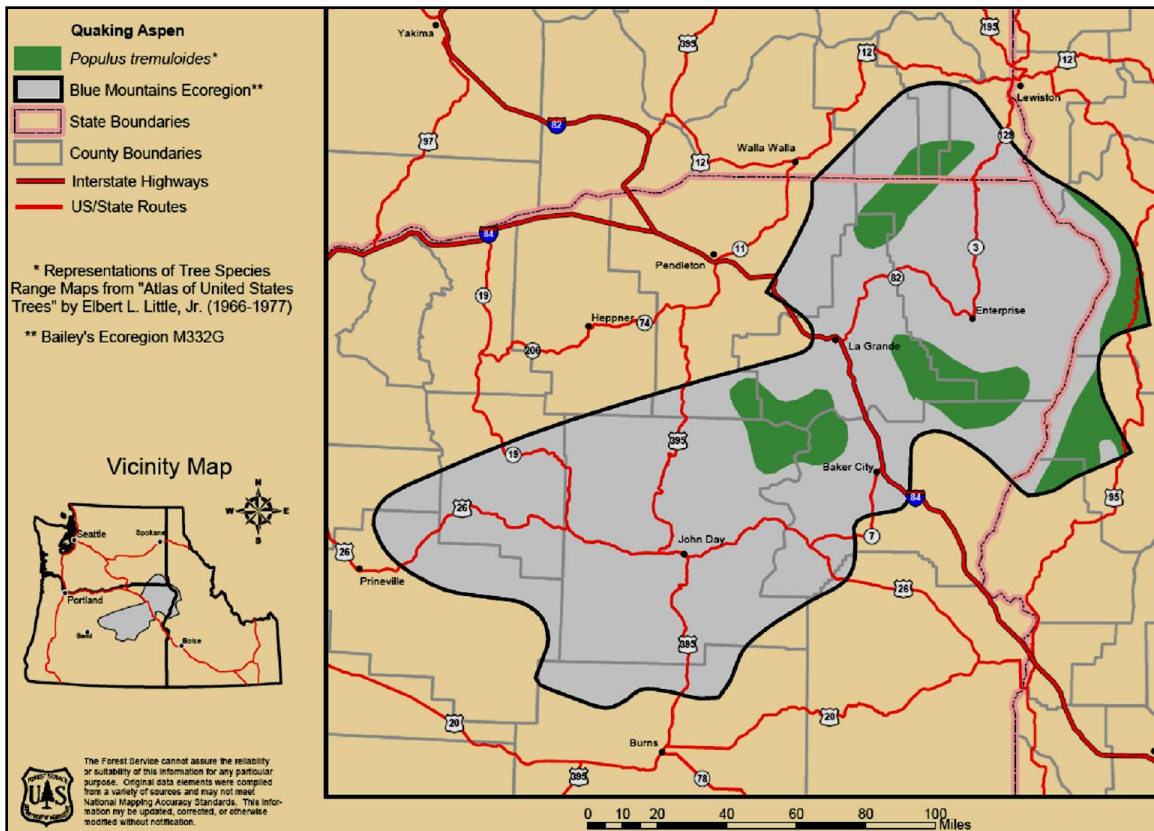 Quaking Aspen
Populus tremuloides*
Blue Mountains Ecoregion**
State Boundaries
County Boundaries
Interstate Highways
US/State Routes
* Representations of Tree Species
Range Maps from "Atlas of United States
Trees" by Elbert L. Little, Jr. (1966-1977)
** Bailey's Ecoregion M332G
Vicinity Map
N
W E
S
Seattle
Spokane
Portland
Bend
Boise
The Forest Service cannot assure the reliability
or suitability of this information for any particular
purpose. Original data elements were compiled
from a variety of sources and may not meet
National Mapping Accuracy Standards. This infor-
mation my be updated, corrected, or otherwise
modified without notification.
FOREST SERVICE
US
DEPARTMENT OF AGRICULTURE
Yakima
395
195
12
12
Lewiston
82
97
12
Walla Walla
129
84
11
Pendleton
3
82
19
Enterprise
Heppner
74
206
La Grande
395
19
Baker City
84
95
26
26
John Day
7
Prineville
26
395
20
20
Burns
395
78
0 20 40 60 80 100
Miles